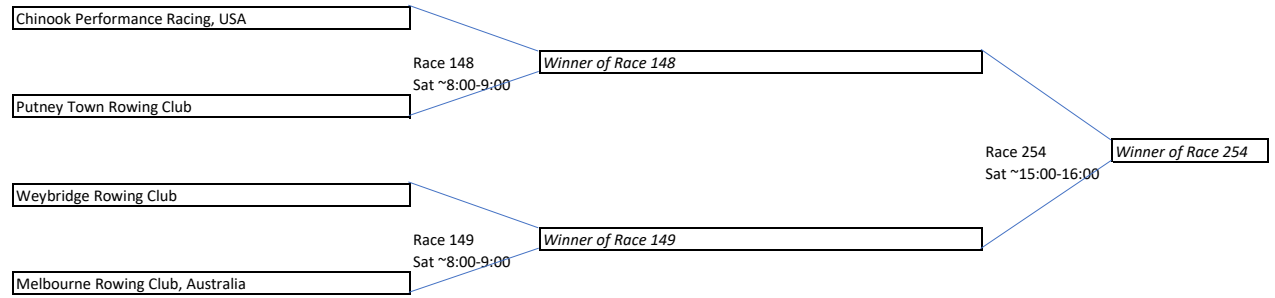 Chinook Performance Racing, USA
Race 148
Sat ~8:00-9:00
Winner of Race 148
Putney Town Rowing Club
Race 254
Sat ~15:00-16:00
Winner of Race 254
Weybridge Rowing Club
Race 149
Sat ~8:00-9:00
Winner of Race 149
Melbourne Rowing Club, Australia